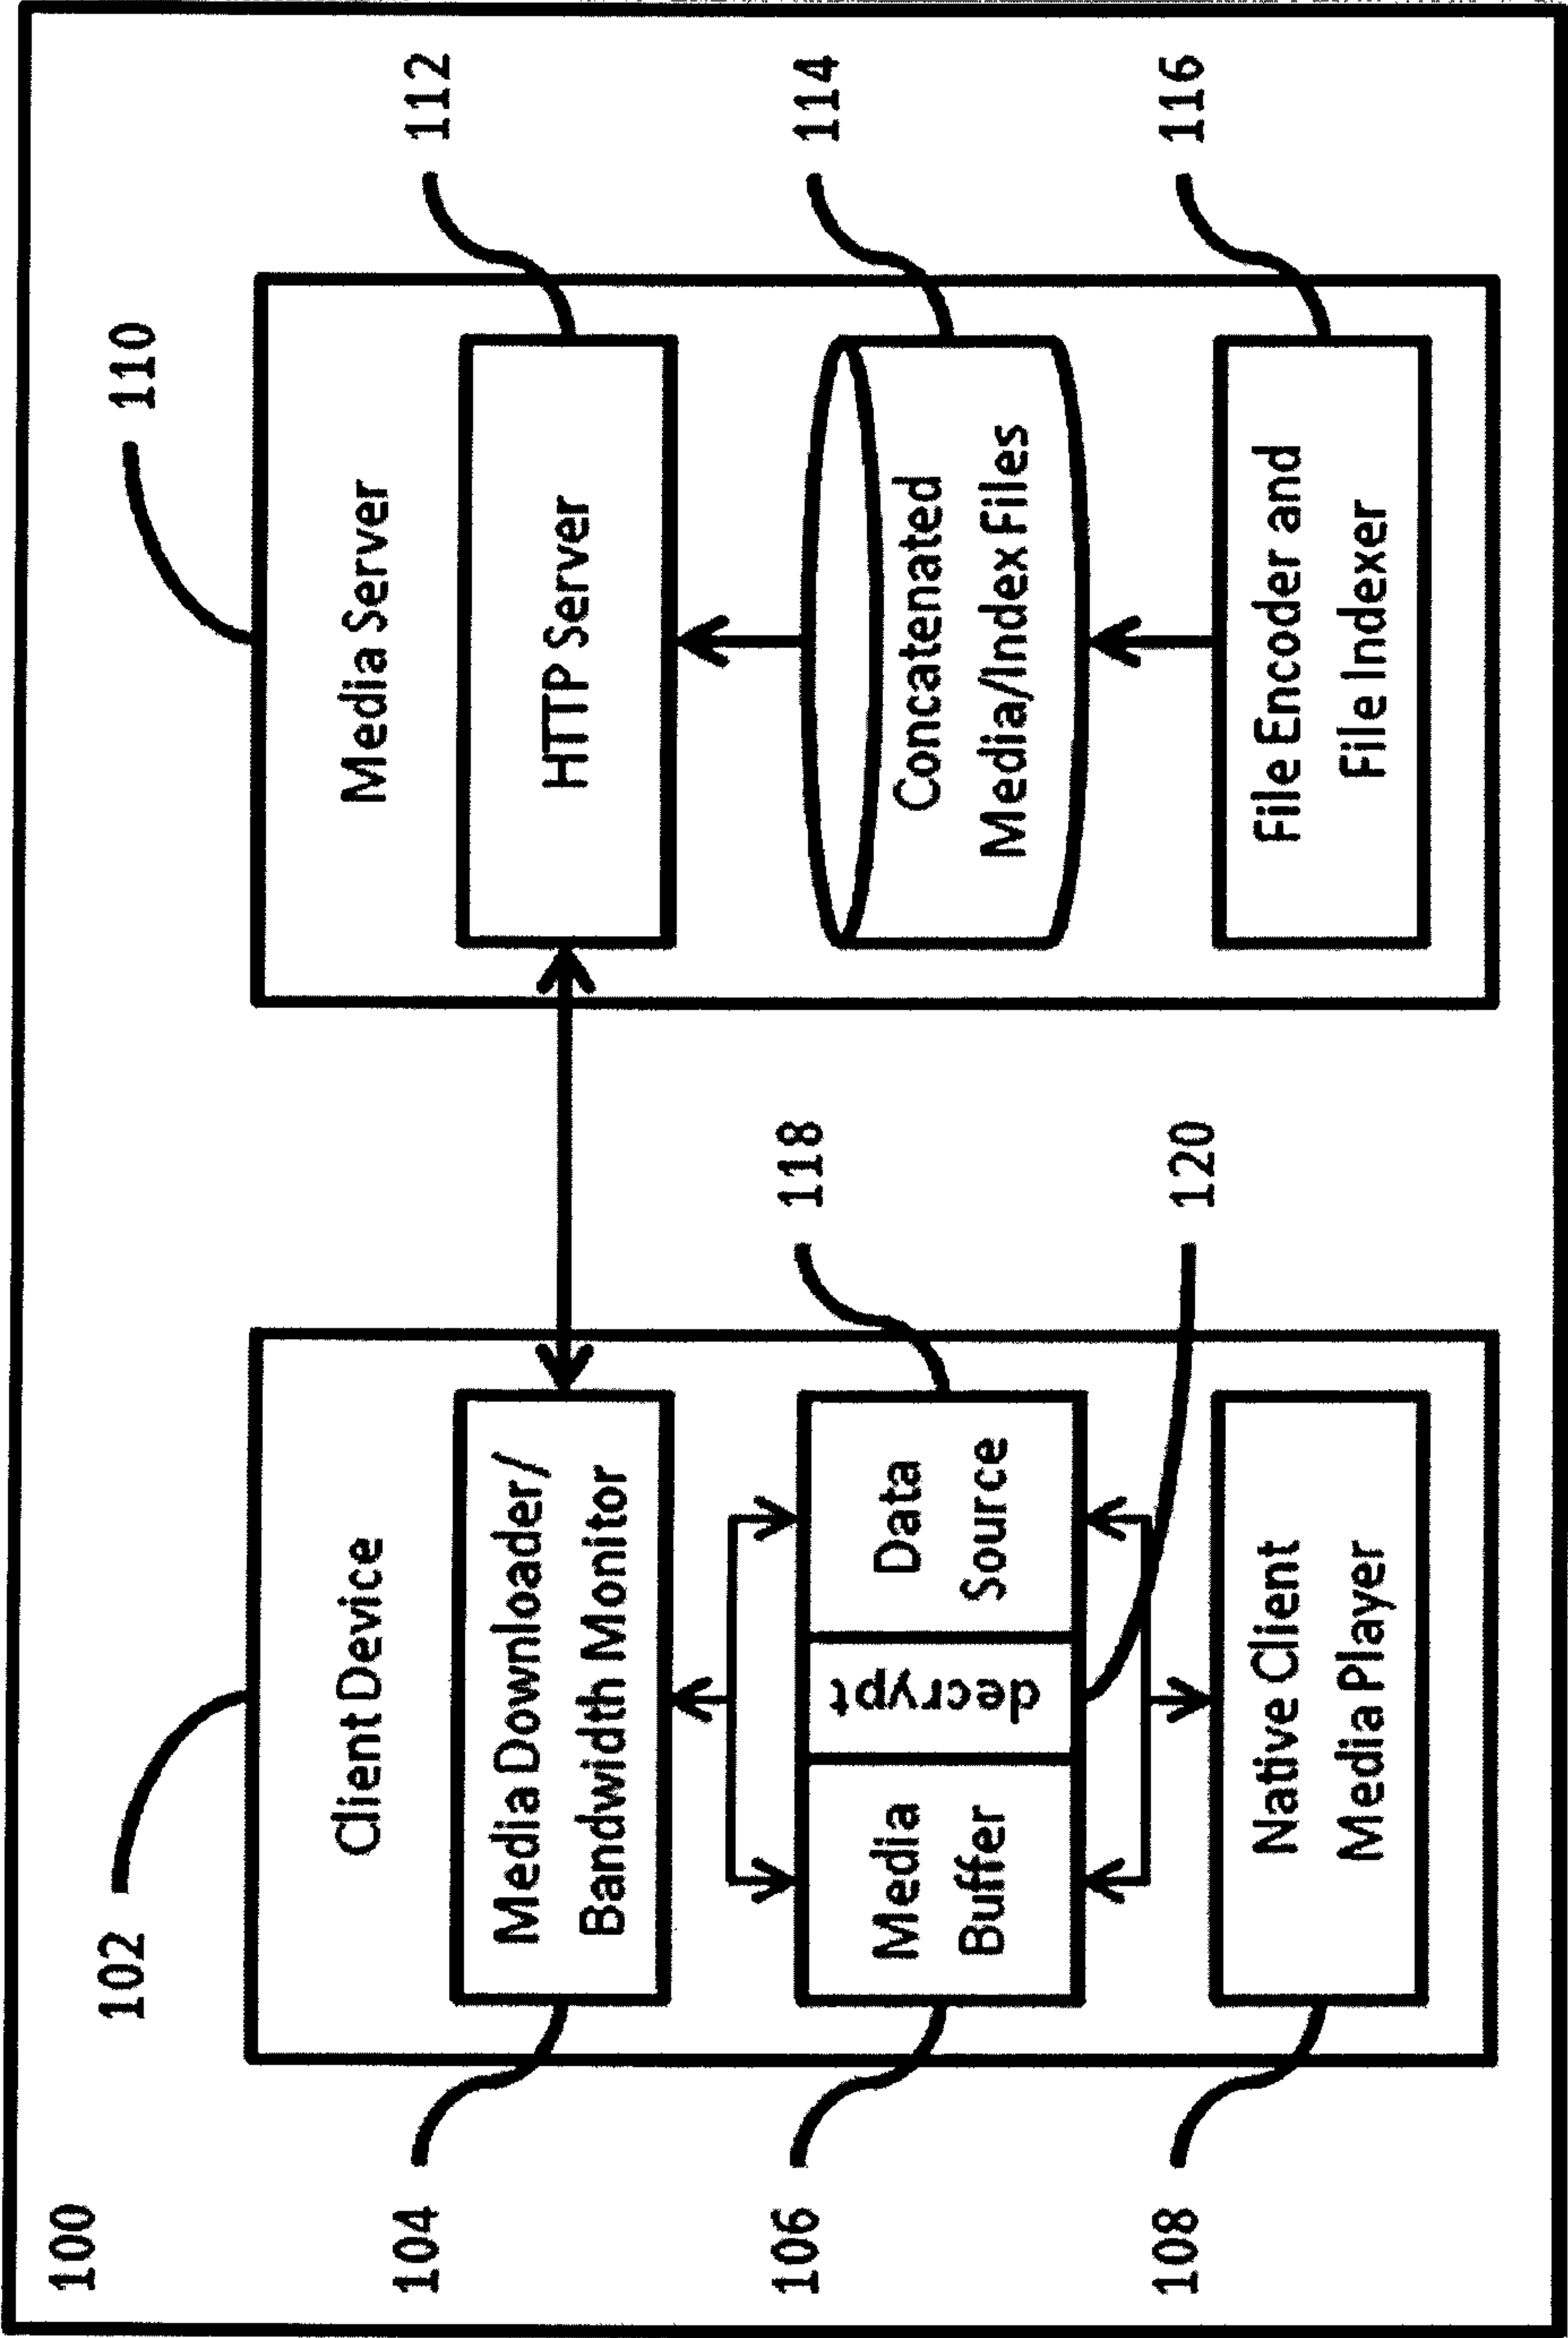 100
102
Client Device
104
Media Downloader/
Bandwidth Monitor
106
Media
Buffer
decrypt
Data
Source
118
120
108
Native Client
Media Player
110
Media Server
112
HTTP Server
114
Concatenated
Media/Index Files
116
File Encoder and
File Indexer